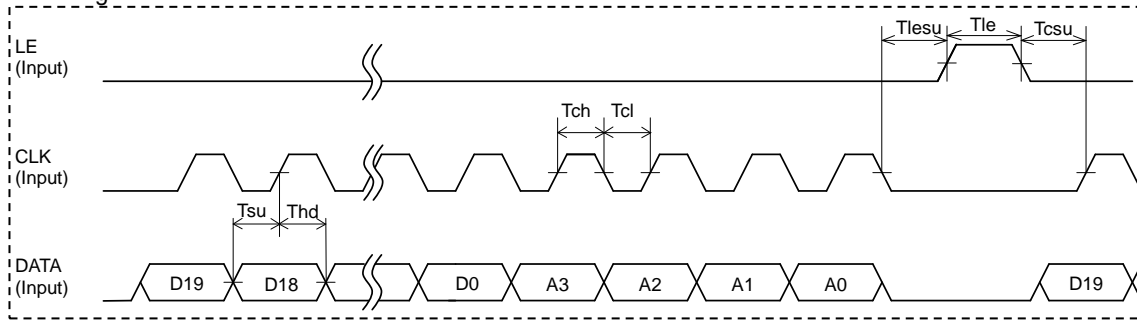 LE
(Input)
Tlesu Tle Tcsu
CLK
(Input)
Tch Tcl
Tsu Thd
DATA
(Input)
D19 D18 D0 A3 A2 A1 A0 D19